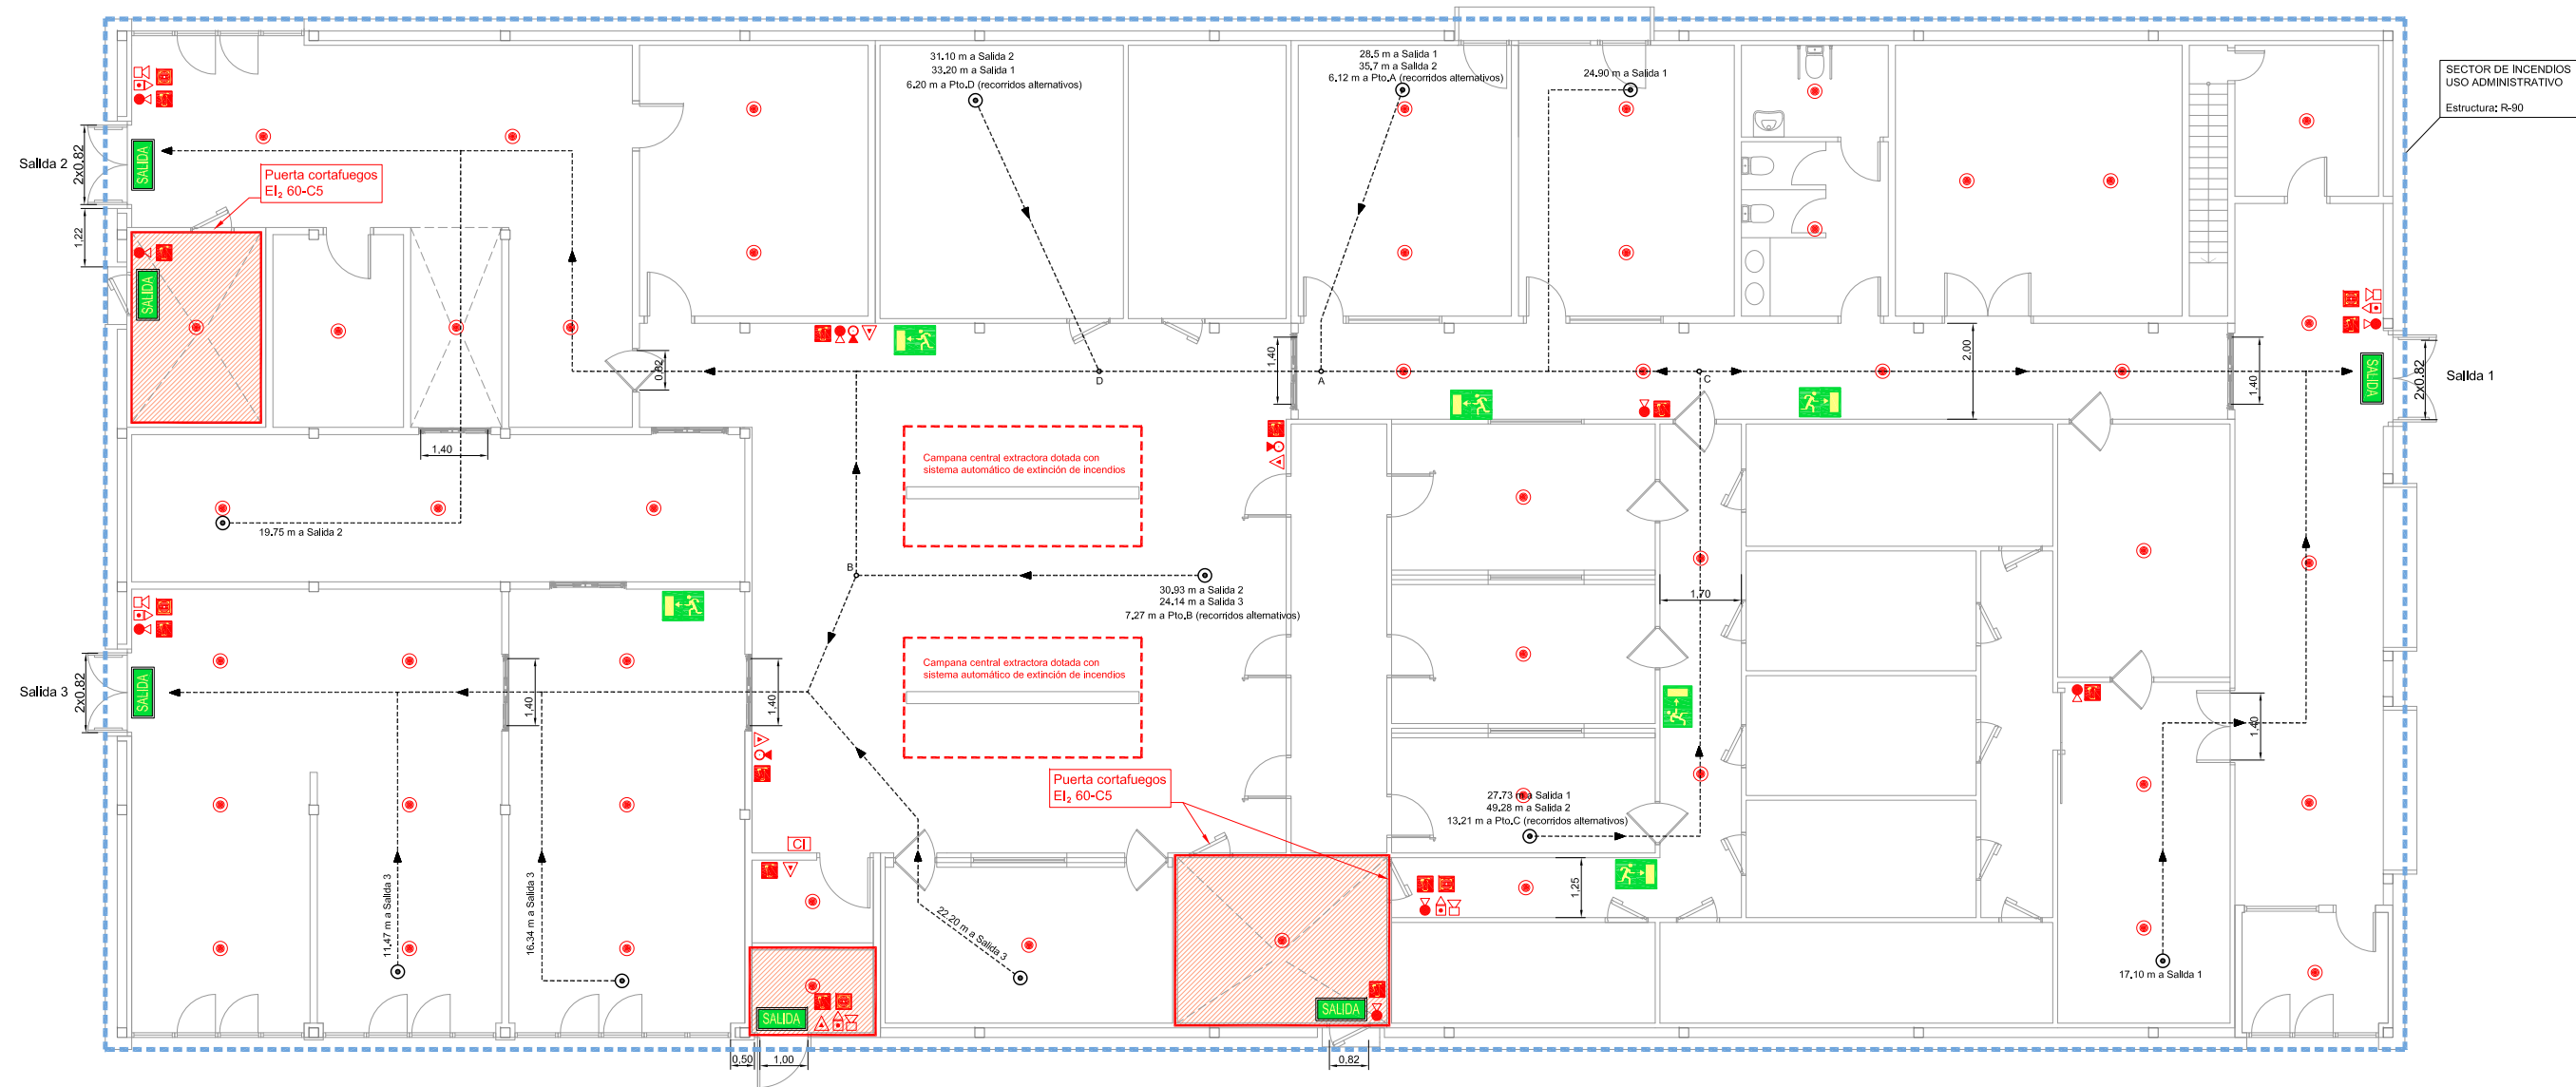 31.10 m a Salida 2
33.20 m a Salida 1
6.20 m a Pto.D (recorridos alternativos)
28.5 m a Salida 1
35.7 m a Salida 2
6.12 m a Pto.A (recorridos alternativos)
24.90 m a Salida 1
SECTOR DE INCENDIOS
USO ADMINISTRATIVO
Estructura: R-90
Salida 2
2x0.82
SALIDA
Puerta cortafuegos
EI₂ 60-C5
1,22
SALIDA
0,82
D
1,40
A
C
2,00
1,40
SALIDA
2x0.82
Salida 1
1,40
Campana central extractora dotada con
sistema automático de extinción de incendios
19.75 m a Salida 2
B
30.93 m a Salida 2
24.14 m a Salida 3
7.27 m a Pto.B (recorridos alternativos)
1,70
Salida 3
2x0.82
SALIDA
1,40
1,40
Campana central extractora dotada con
sistema automático de extinción de incendios
1,40
Puerta cortafuegos
EI₂ 60-C5
27.73 m a Salida 1
49.28 m a Salida 2
13.21 m a Pto.C (recorridos alternativos)
CI
11.47 m a Salida 3
16.34 m a Salida 3
22.20 m a Salida 3
1,25
17.10 m a Salida 1
SALIDA
SALIDA
0,50
1,00
0,82